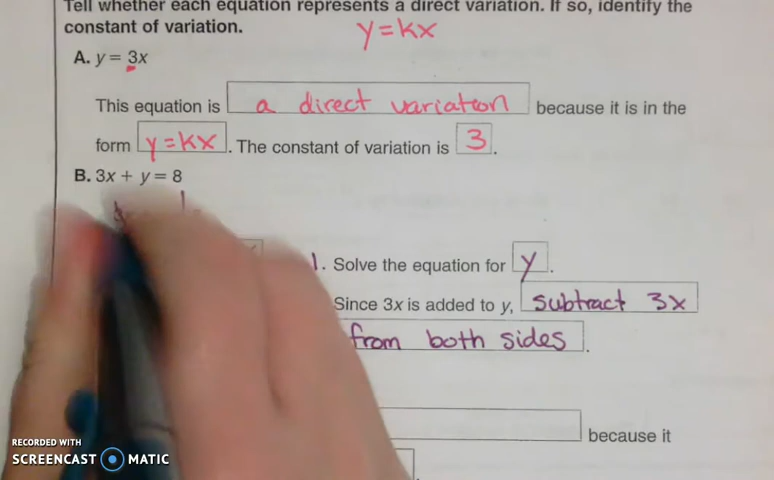 Tell whether each equation represents a direct variation. If so, identify the
constant of variation. y=kx
A. y = 3x
This equation is a direct variation because it is in the
form y=kx. The constant of variation is 3.
B. 3x + y = 8
1. Solve the equation for y.
Since 3x is added to y, subtract 3x
from both sides.
because it
RECORDED WITH
SCREENCAST MATIC